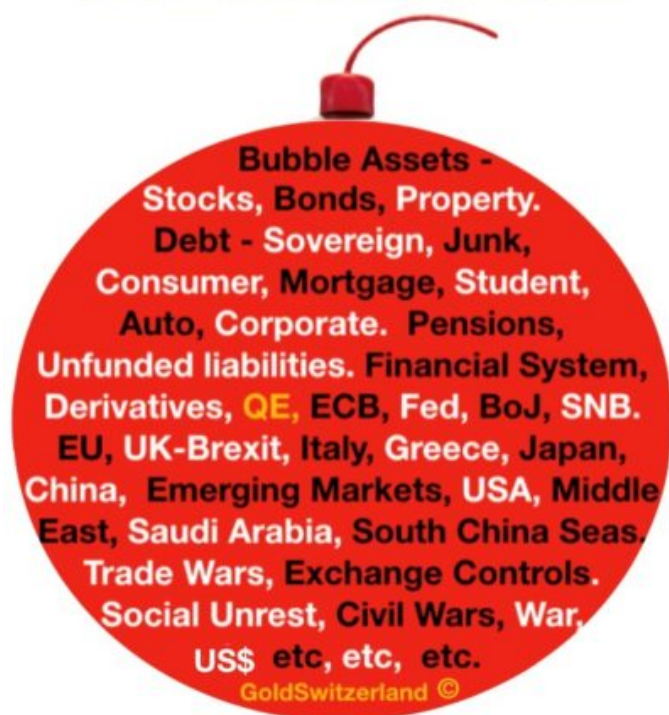 Bubble Assets -
Stocks, Bonds, Property.
Debt - Sovereign, Junk,
Consumer, Mortgage, Student,
Auto, Corporate. Pensions,
Unfunded liabilities. Financial System,
Derivatives, QE, ECB, Fed, BoJ, SNB.
EU, UK-Brexit, Italy, Greece, Japan,
China, Emerging Markets, USA, Middle
East, Saudi Arabia, South China Seas.
Trade Wars, Exchange Controls.
Social Unrest, Civil Wars, War,
US$ etc, etc, etc.
GoldSwitzerland ©